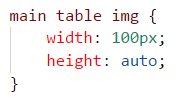 main table img {
    width: 100px;
    height: auto;
}